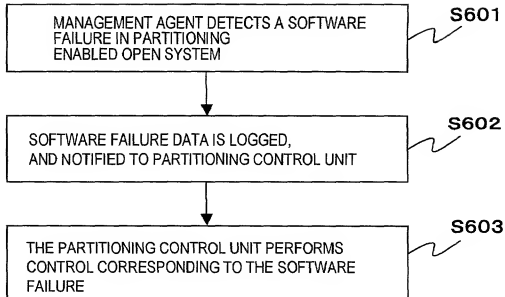 MANAGEMENT AGENT DETECTS A SOFTWARE
FAILURE IN PARTITIONING
ENABLED OPEN SYSTEM
S601
SOFTWARE FAILURE DATA IS LOGGED,
AND NOTIFIED TO PARTITIONING CONTROL UNIT
S602
THE PARTITIONING CONTROL UNIT PERFORMS
CONTROL CORRESPONDING TO THE SOFTWARE
FAILURE
S603